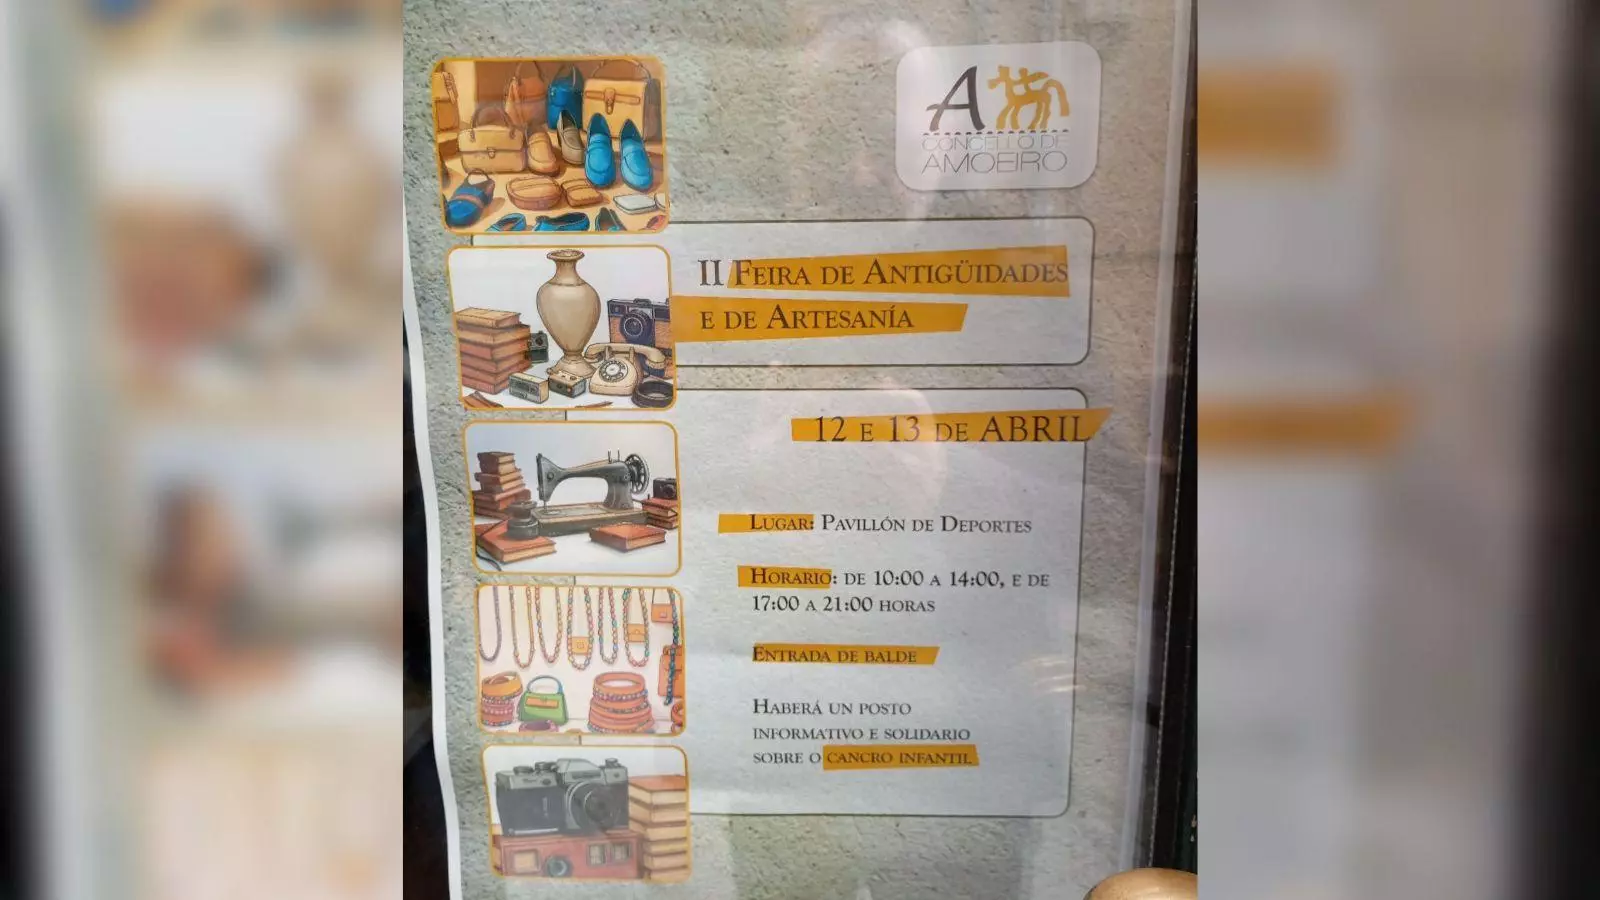 A
CONCELLO DE
AMOEIRO
II FEIRA DE ANTIGÜIDADES
E DE ARTESANÍA
12 E 13 DE ABRIL
LUGAR: PAVILLÓN DE DEPORTES
HORARIO: DE 10:00 A 14:00, E DE
17:00 A 21:00 HORAS
ENTRADA DE BALDE
HABERÁ UN POSTO
INFORMATIVO E SOLIDARIO
SOBRE O CANCRO INFANTIL